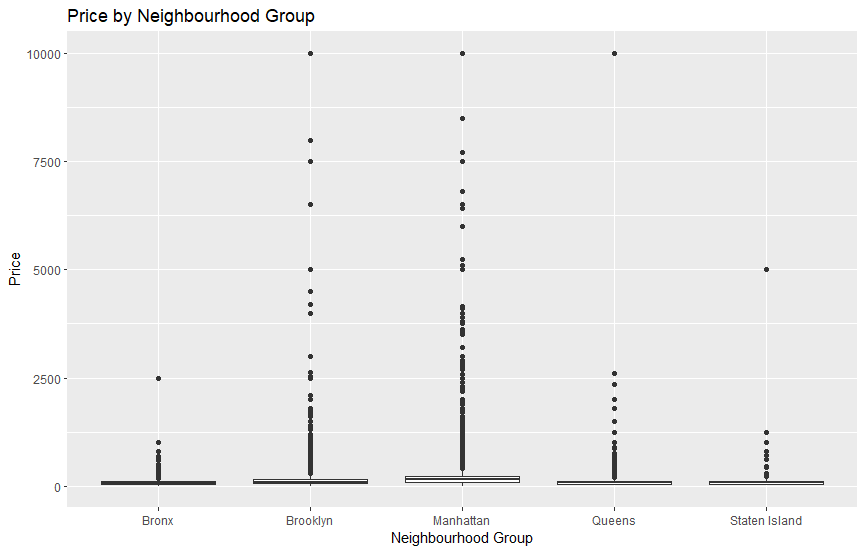 Price by Neighbourhood Group
10000
7500
5000
2500
0
Price
Bronx
Brooklyn
Manhattan
Queens
Staten Island
Neighbourhood Group